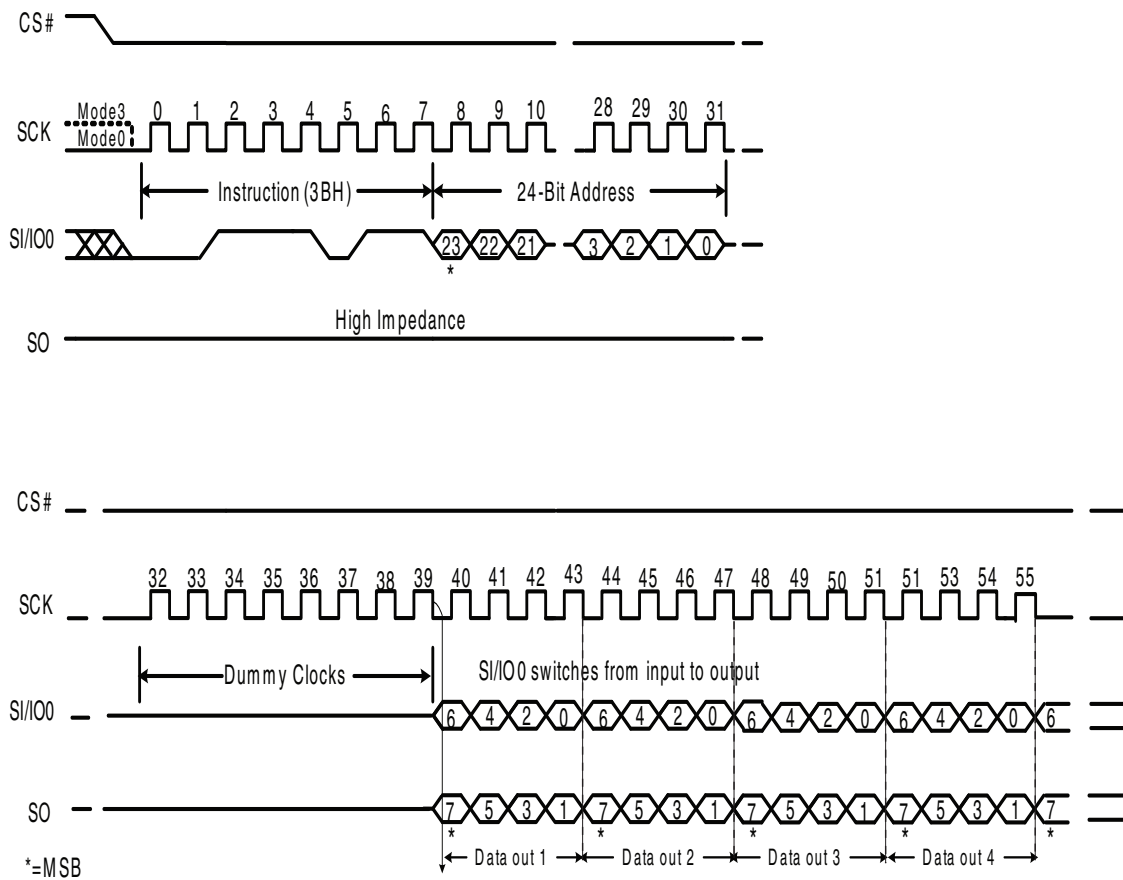 CS#
Mode3
0 1 2 3 4 5 6 7 8 9 10 28 29 30 31
SCK
Mode0
Instruction (3BH) 24-Bit Address
SI/IO0
23 22 21 3 2 1 0
*
High Impedance
SO
CS#
32 33 34 35 36 37 38 39 40 41 42 43 44 45 46 47 48 49 50 51 51 53 54 55
SCK
Dummy Clocks SI/IO0 switches from input to output
SI/IO0
6 4 2 0 6 4 2 0 6 4 2 0 6 4 2 0 6
SO
7 5 3 1 7 5 3 1 7 5 3 1 7 5 3 1 7
* * * * *
Data out 1 Data out 2 Data out 3 Data out 4
*=MSB